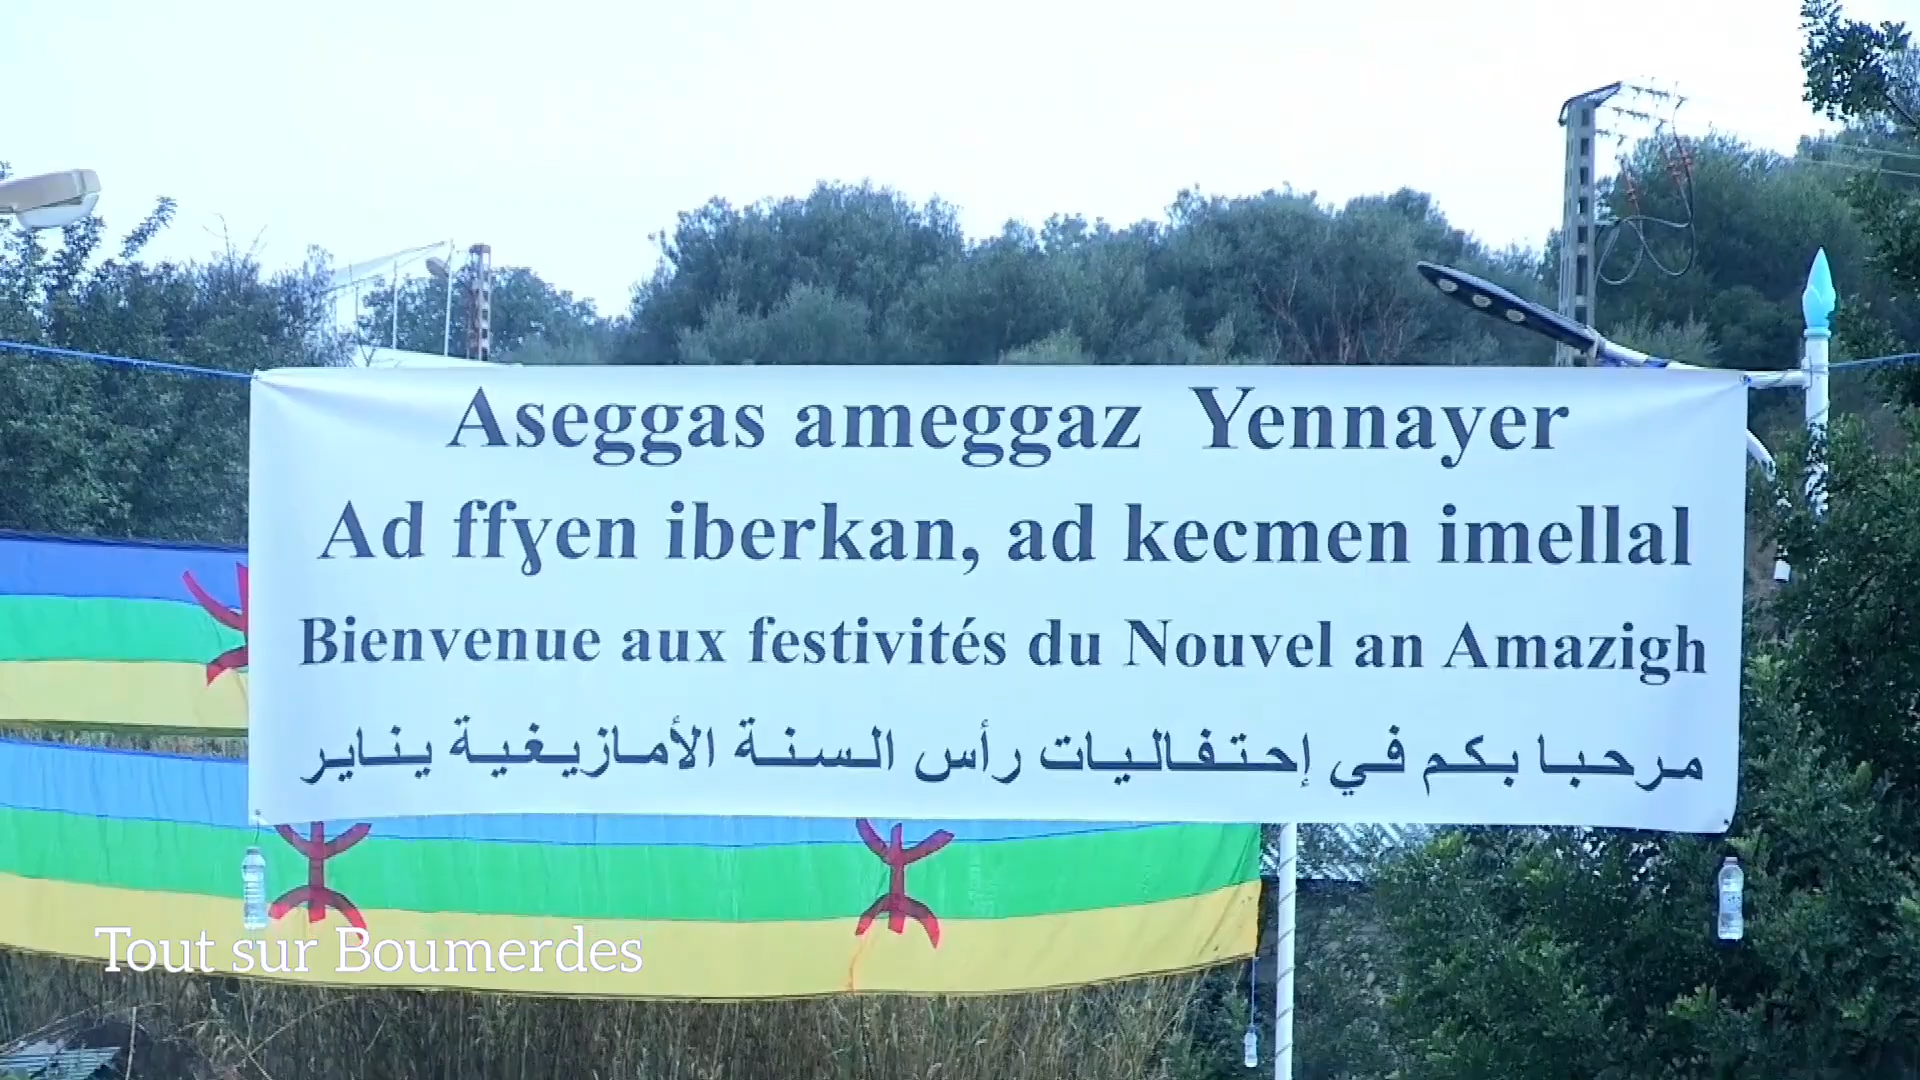 Aseggas ameggaz Yennayer
Ad ffɣen iberkan, ad kecmen imellal
Bienvenue aux festivités du Nouvel an Amazigh
مرحبا بكم في إحتفاليات رأس السنة الأمازيغية يناير
Tout sur Boumerdes